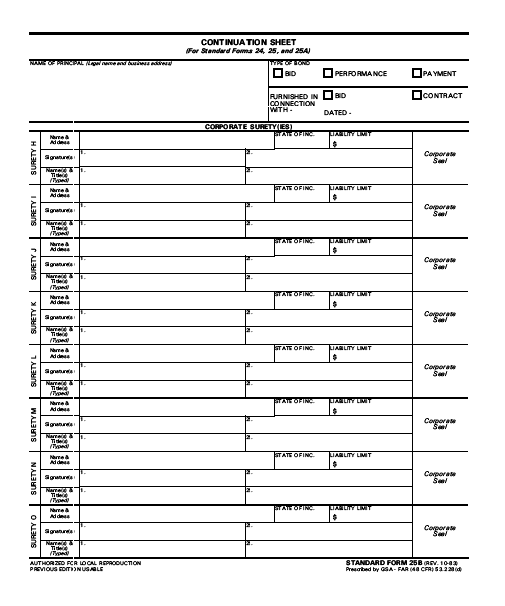 CONTINUATION SHEET
(For Standard Forms 24, 25, and 25A)
NAME OF PRINCIPAL (Legal name and business address)
TYPE OF BOND
BID
PERFORMANCE
PAYMENT
FURNISHED IN
CONNECTION
WITH -
BID
CONTRACT
DATED -
CORPORATE SURETY(IES)
SURETY H
Name &
Address
STATE OF INC.
LIABILITY LIMIT
$
Signature(s)
1.
2.
Name(s) &
Title(s)
(Typed)
1.
2.
Corporate
Seal
SURETY I
Name &
Address
STATE OF INC.
LIABILITY LIMIT
$
Signature(s)
1.
2.
Name(s) &
Title(s)
(Typed)
1.
2.
Corporate
Seal
SURETY J
Name &
Address
STATE OF INC.
LIABILITY LIMIT
$
Signature(s)
1.
2.
Name(s) &
Title(s)
(Typed)
1.
2.
Corporate
Seal
SURETY K
Name &
Address
STATE OF INC.
LIABILITY LIMIT
$
Signature(s)
1.
2.
Name(s) &
Title(s)
(Typed)
1.
2.
Corporate
Seal
SURETY L
Name &
Address
STATE OF INC.
LIABILITY LIMIT
$
Signature(s)
1.
2.
Name(s) &
Title(s)
(Typed)
1.
2.
Corporate
Seal
SURETY M
Name &
Address
STATE OF INC.
LIABILITY LIMIT
$
Signature(s)
1.
2.
Name(s) &
Title(s)
(Typed)
1.
2.
Corporate
Seal
SURETY N
Name &
Address
STATE OF INC.
LIABILITY LIMIT
$
Signature(s)
1.
2.
Name(s) &
Title(s)
(Typed)
1.
2.
Corporate
Seal
SURETY O
Name &
Address
STATE OF INC.
LIABILITY LIMIT
$
Signature(s)
1.
2.
Name(s) &
Title(s)
(Typed)
1.
2.
Corporate
Seal
AUTHORIZED FOR LOCAL REPRODUCTION
PREVIOUS EDITION USABLE
STANDARD FORM 25B (REV. 10-83)
Prescribed by GSA - FAR (48 CFR) 53.228(d)